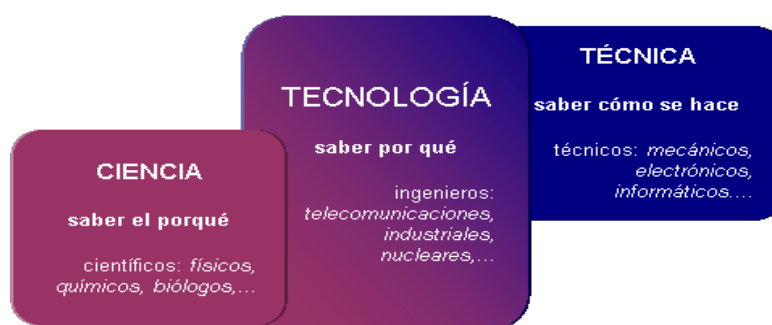 CIENCIA
saber el porqué
científicos: físicos,
químicos, biólogos,...
TECNOLOGÍA
saber por qué
ingenieros:
telecomunicaciones,
industriales,
nucleares,...
TÉCNICA
saber cómo se hace
técnicos: mecánicos,
electrónicos,
informáticos....